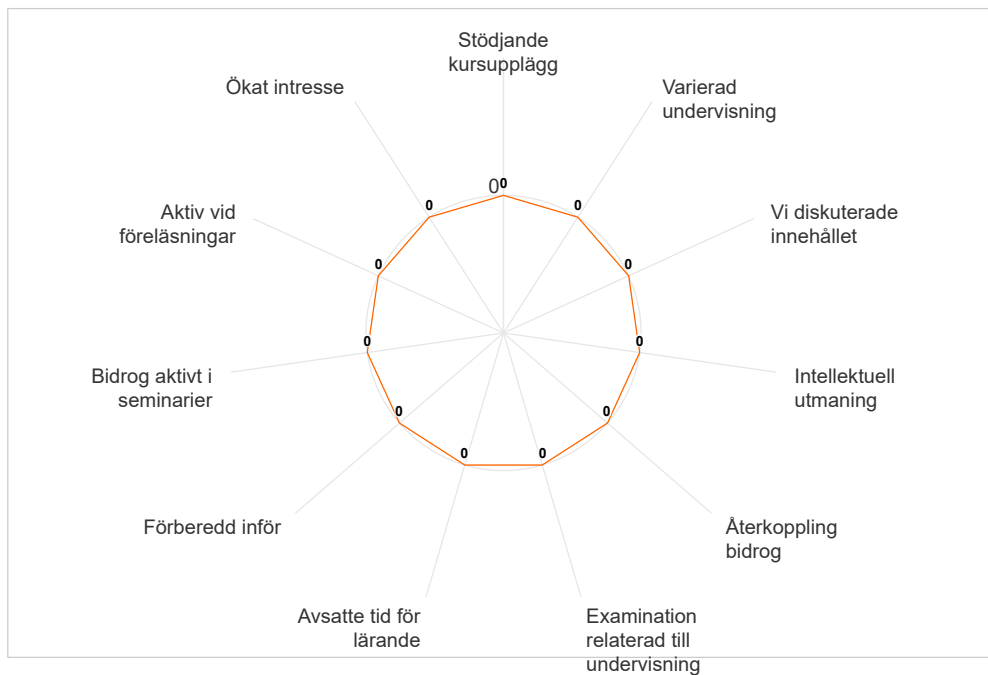 Stödjande
kursupplägg
Ökat intresse
Varierad
undervisning
0
0
0
0
Aktiv vid
föreläsningar
Vi diskuterade
innehållet
0
0
0
0
Bidrog aktivt i
seminarier
Intellektuell
utmaning
0
0
Förberedd inför
Återkoppling
bidrog
0
0
Avsatte tid för
lärande
Examination
relaterad till
undervisning